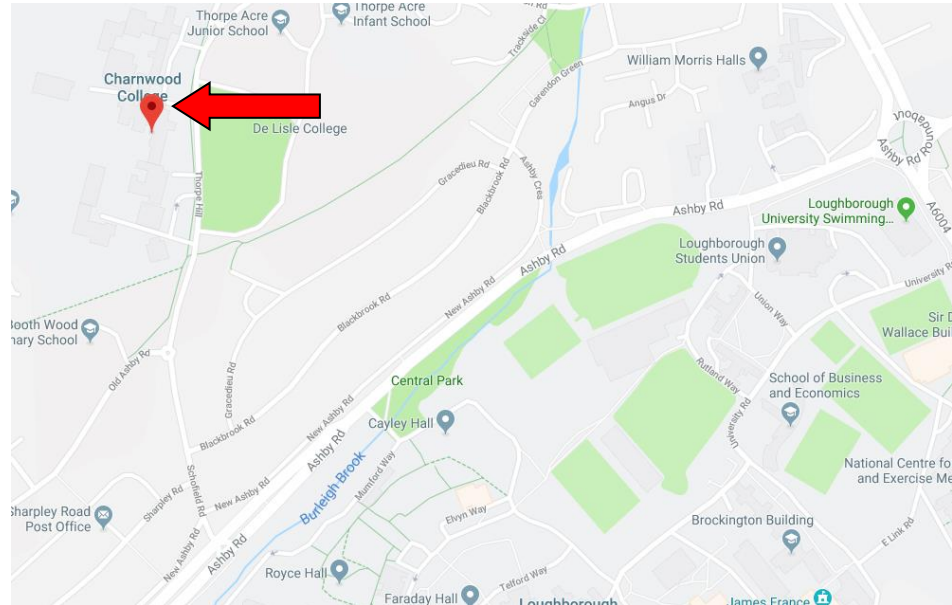 Thorpe Acre
Junior School
Thorpe Acre
Infant School
Trackside Cl
William Morris Halls
Charnwood
College
Garendon Green
Angus Dr
De Lisle College
Roundabout
Ashby Rd
Gracedieu Rd
Blackbrook Rd
Ashby Cres
Thorpe Hill
Ashby Rd
Loughborough
University Swimming...
A6004
Loughborough
Students Union
Ashby Rd
New Ashby Rd
University
Union Way
Blackbrook Rd
Booth Wood
Sir
Wallace
School
Old Ashby Rd
Rutland Way
School of Business
and Economics
Central Park
Gracedieu Rd
New Ashby Rd
Cayley Hall
University Rd
Blackbrook Rd
Ashby Rd
National Centre
and Exercise
Burleigh Brook
Mumford Way
Schofield Rd
Sharpley Rd
New Ashby Rd
Sharpley Road
Post Office
Elvyn Way
Brockington Building
E Link Rd
New Ashby Rd
Ashby Rd
Royce Hall
Telford Way
Faraday Hall
Loughborough
James France